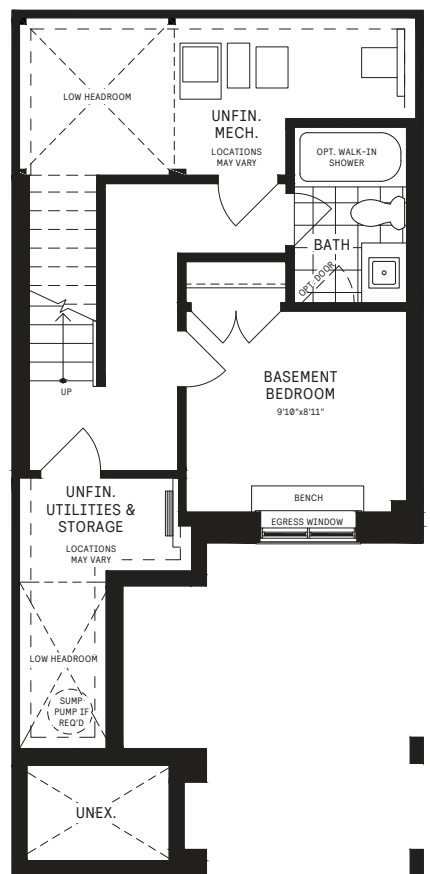 LOW HEADROOM
UNFIN.
MECH.
LOCATIONS
MAY VARY
OPT. WALK-IN
SHOWER
BATH
OPT. DOOR
UP
BASEMENT
BEDROOM
9'10"x8'11"
BENCH
EGRESS WINDOW
UNFIN.
UTILITIES &
STORAGE
LOCATIONS
MAY VARY
LOW HEADROOM
SUMP
PUMP IF
REQ'D
UNEX.